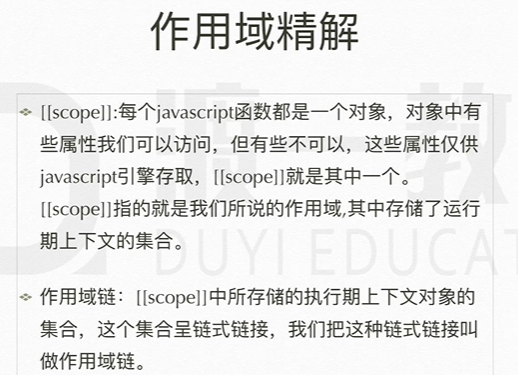 作用域精解
[[scope]]:每个javascript函数都是一个对象，对象中有
些属性我们可以访问，但有些不可以，这些属性仅供
javascript引擎存取，[[scope]]就是其中一个。
[[scope]]指的就是我们所说的作用域,其中存储了运行
期上下文的集合。
作用域链：[[scope]]中所存储的执行期上下文对象的
集合，这个集合呈链式链接，我们把这种链式链接叫
做作用域链。
渡一教
DUYI EDUCAT